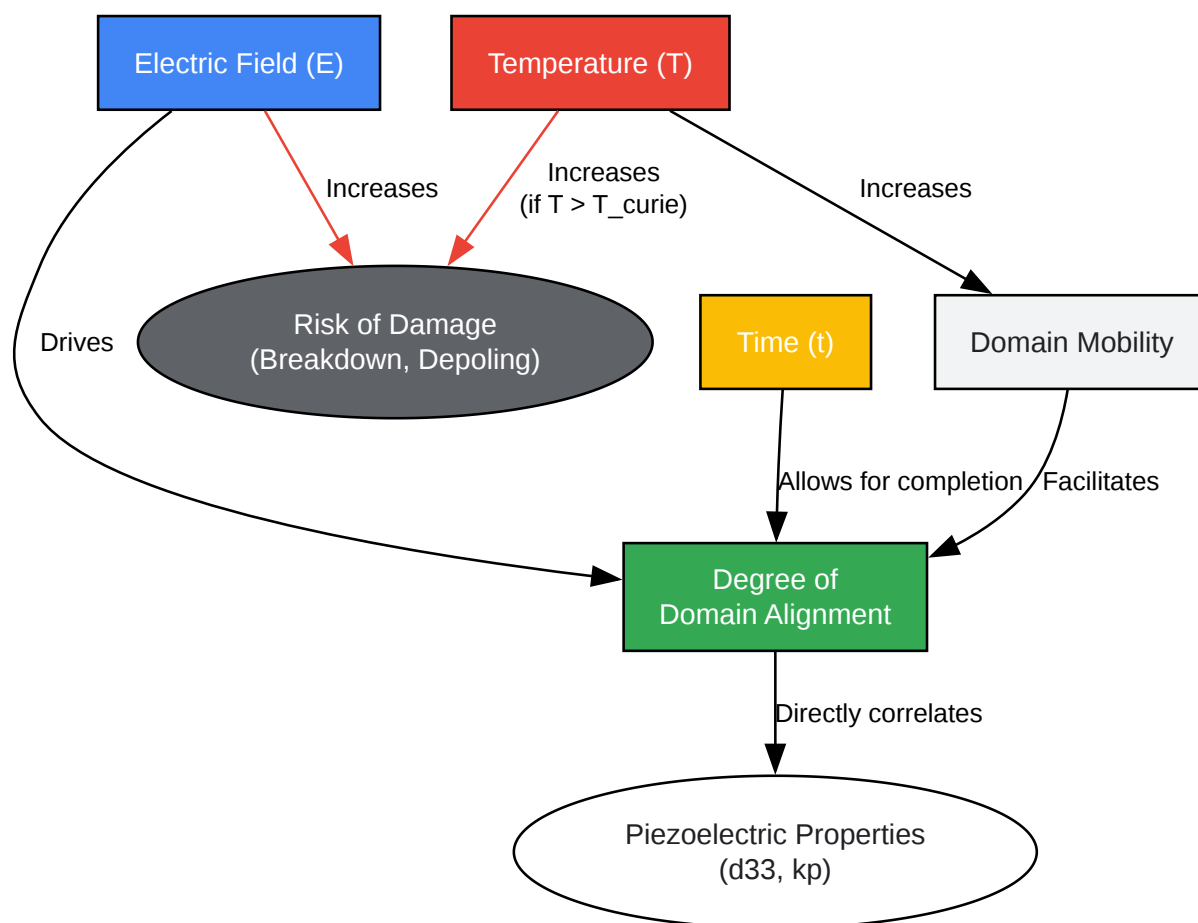 Electric Field (E)
Temperature (T)
Increases
Increases
(if T > T_curie)
Increases
Drives
Risk of Damage
(Breakdown, Depoling)
Time (t)
Domain Mobility
Allows for completion
Facilitates
Degree of
Domain Alignment
Directly correlates
Piezoelectric Properties
(d33, kp)